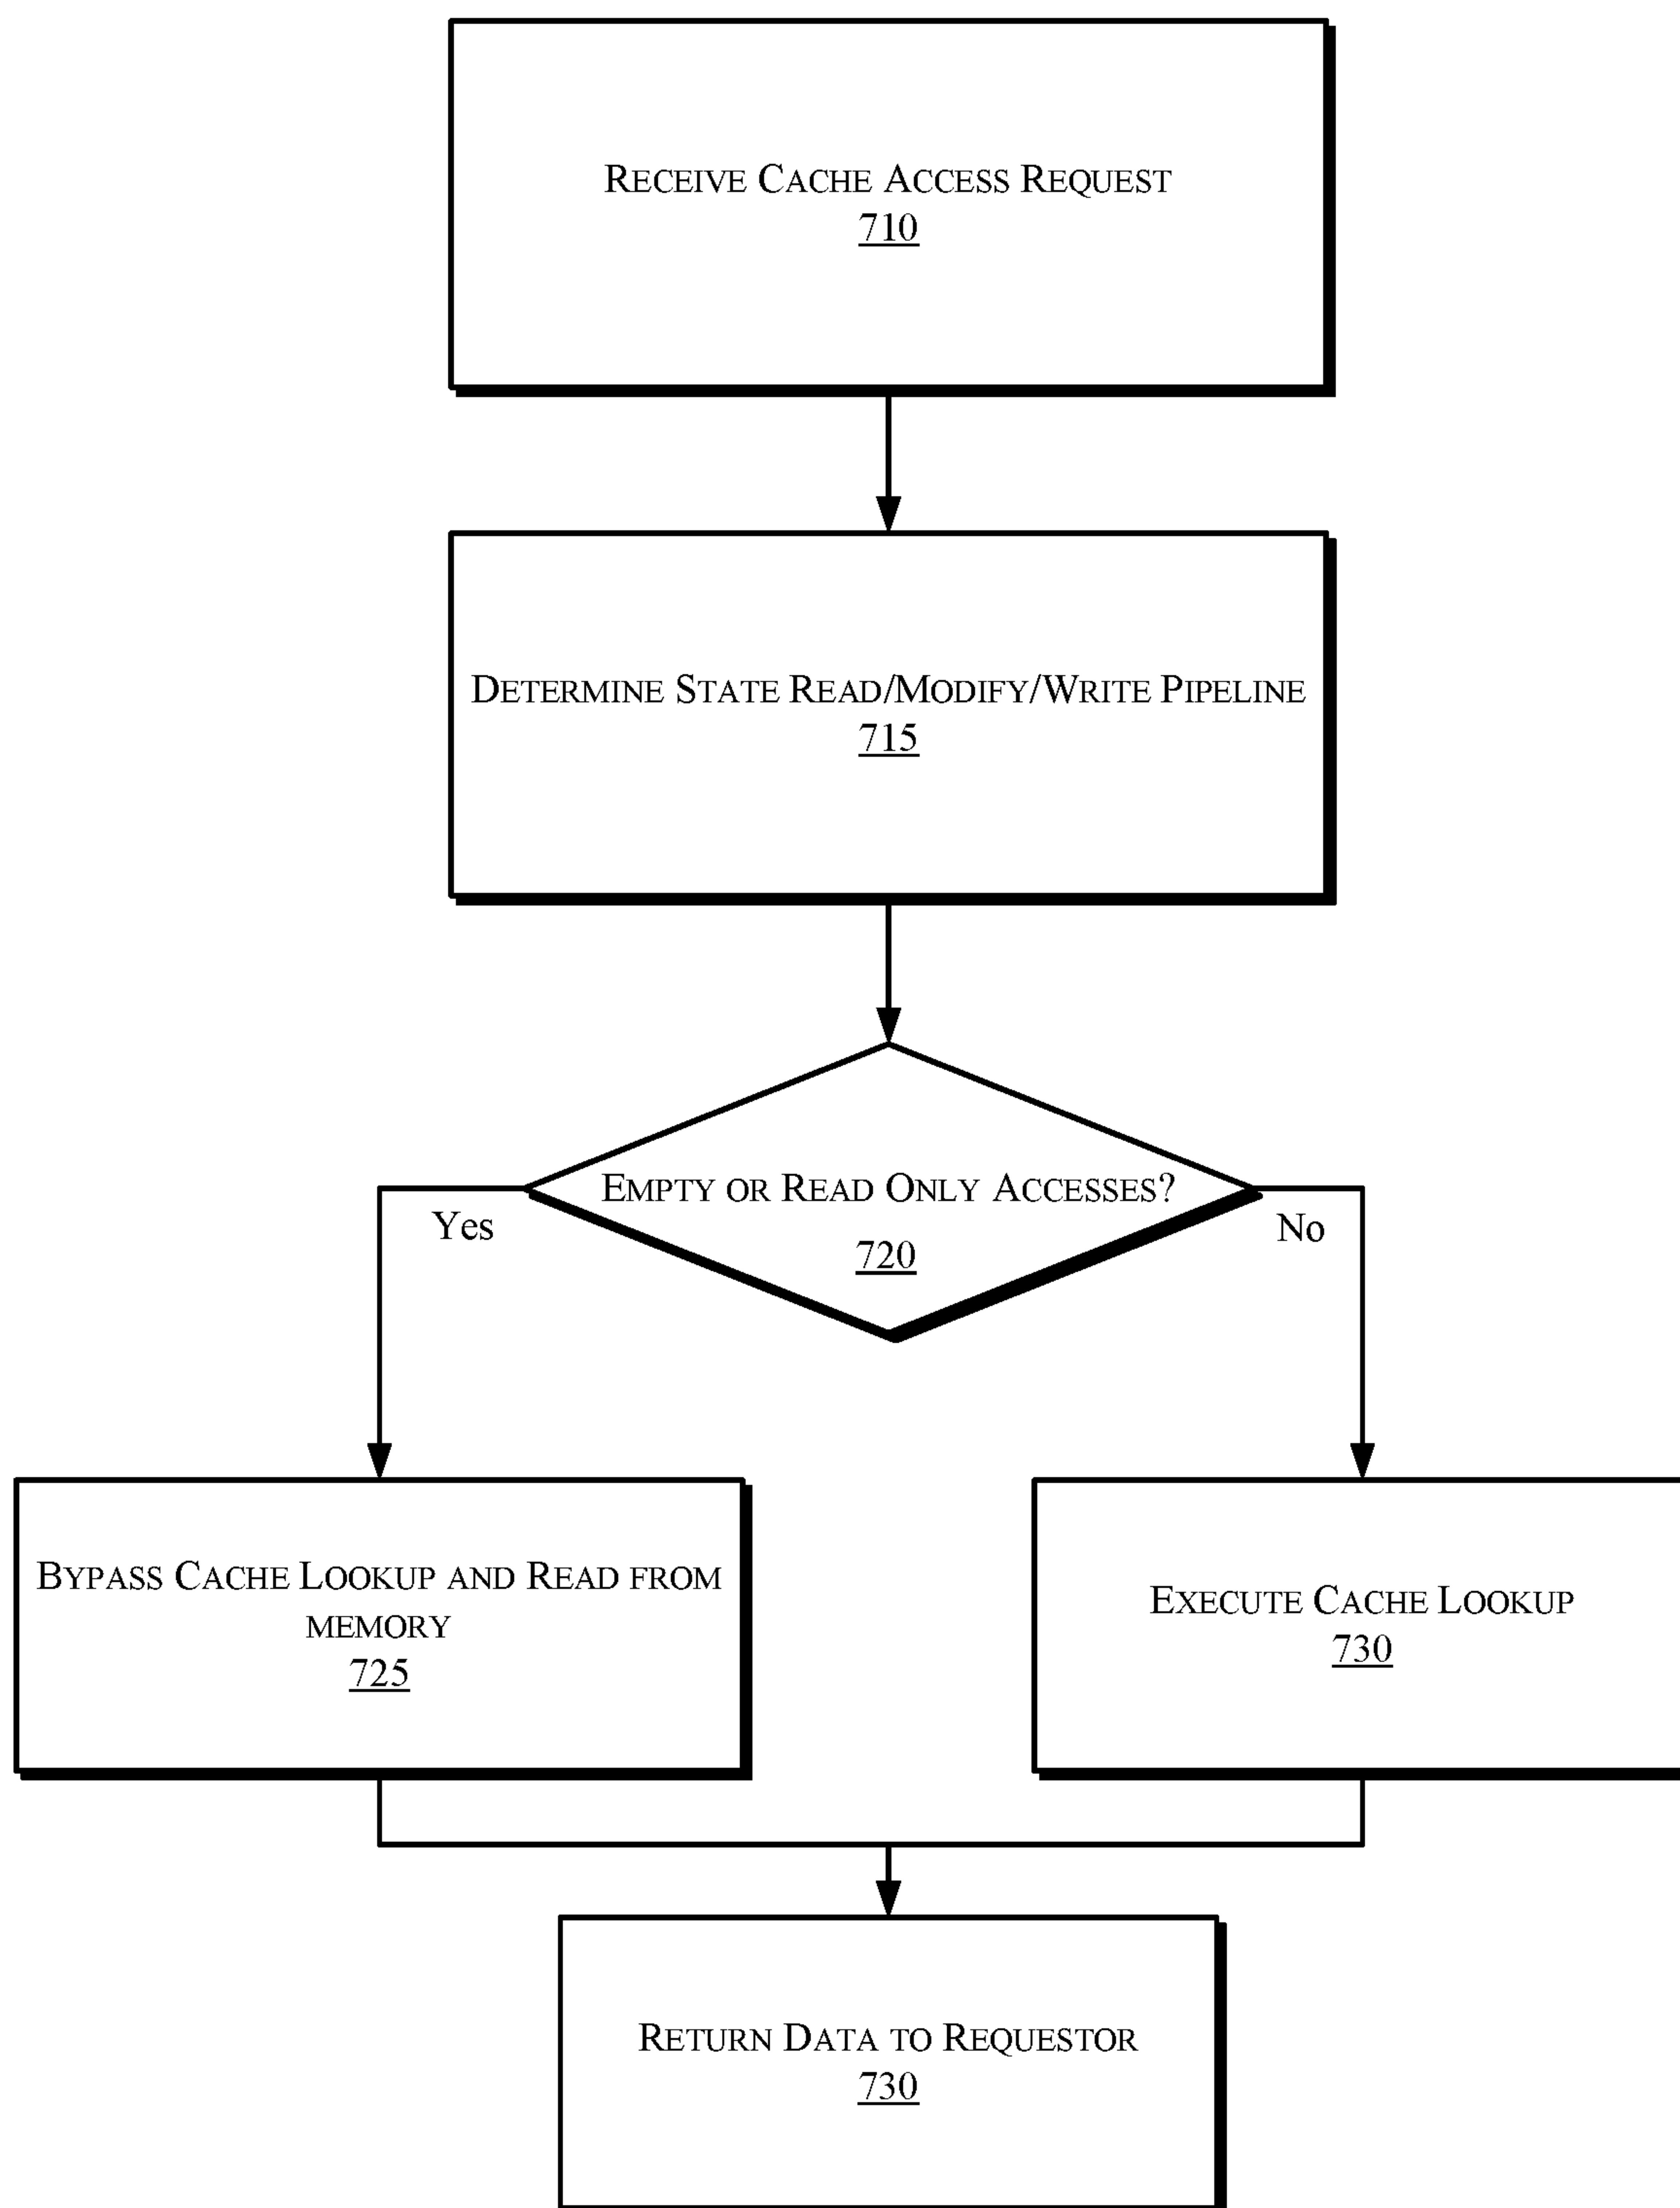 Receive Cache Access Request
710
Determine State Read/Modify/Write Pipeline
715
Empty or Read Only Accesses?
Yes
No
720
Bypass Cache Lookup and Read from
memory
725
Execute Cache Lookup
730
Return Data to Requestor
730